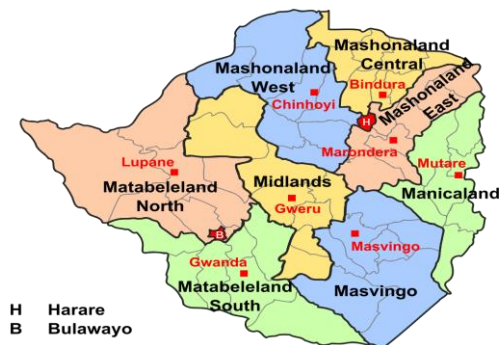 Mashonaland
Central
Bindura
Mashonaland
West
Chinhoyi
Mashonaland
East
H
Marondera
Mutare
Manicaland
Lupane
Matabeleland
North
Midlands
Gweru
B
Masvingo
Masvingo
Gwanda
Matabeleland
South
H Harare
B Bulawayo